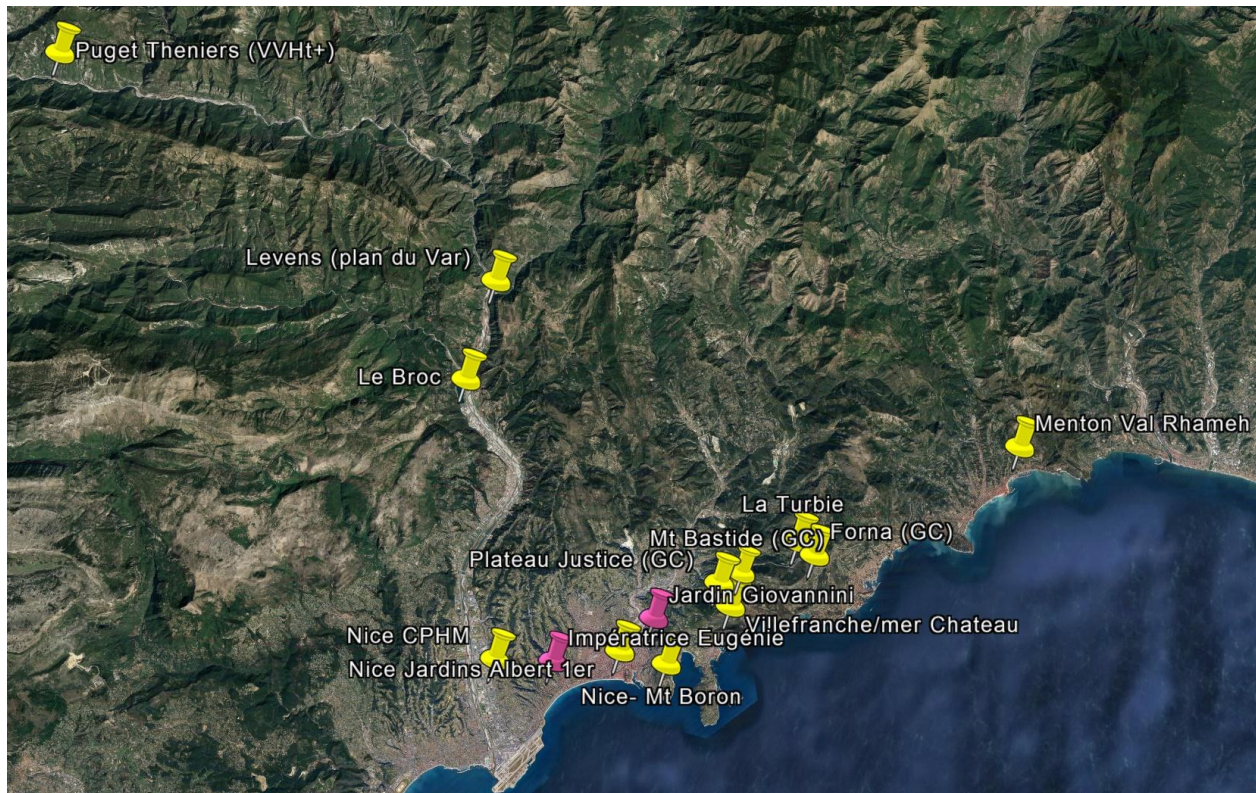 Puget Theniers (VVHt+)
Levens (plan du Var)
Le Broc
Menton Val Rhameh
La Turbie
Forna (GC)
Mt Bastide (GC)
Plateau Justice (GC)
Jardin Giovannini
Villefranche/mer Chateau
Nice CPHM
Impératrice Eugénie
Nice Jardins Albert 1er
Nice- Mt Boron